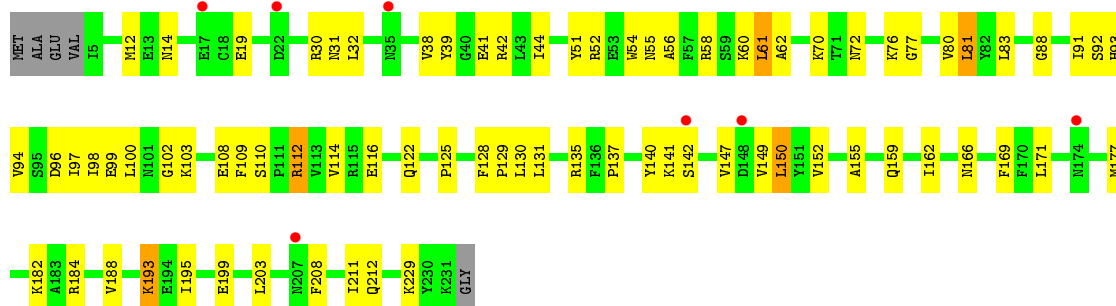 MET ALA GLU VAL I5 M12 E13 N14 E17 C18 E19 D22 R30 N31 L32 N35 V38 Y39 G40 E41 R42 L43 I44 Y51 R52 E53 W54 N55 A56 F57 R58 S59 K60 L61 A62 K70 T71 N72 K76 G77 V80 L81 Y82 L83 G88 I91 S92 H93
V94 S95 D96 I97 I98 E99 L100 N101 G102 K103 E108 F109 S110 P111 R112 V113 V114 R115 E116 Q122 P125 F128 P129 L130 L131 R135 F136 P137 Y140 K141 S142 V147 D148 V149 L150 Y151 V152 A155 Q159 I162 N166 F169 F170 L171 N174 M177
K182 A183 R184 V188 K193 E194 I195 E199 L203 N207 F208 I211 Q212 K229 Y230 K231 GLY